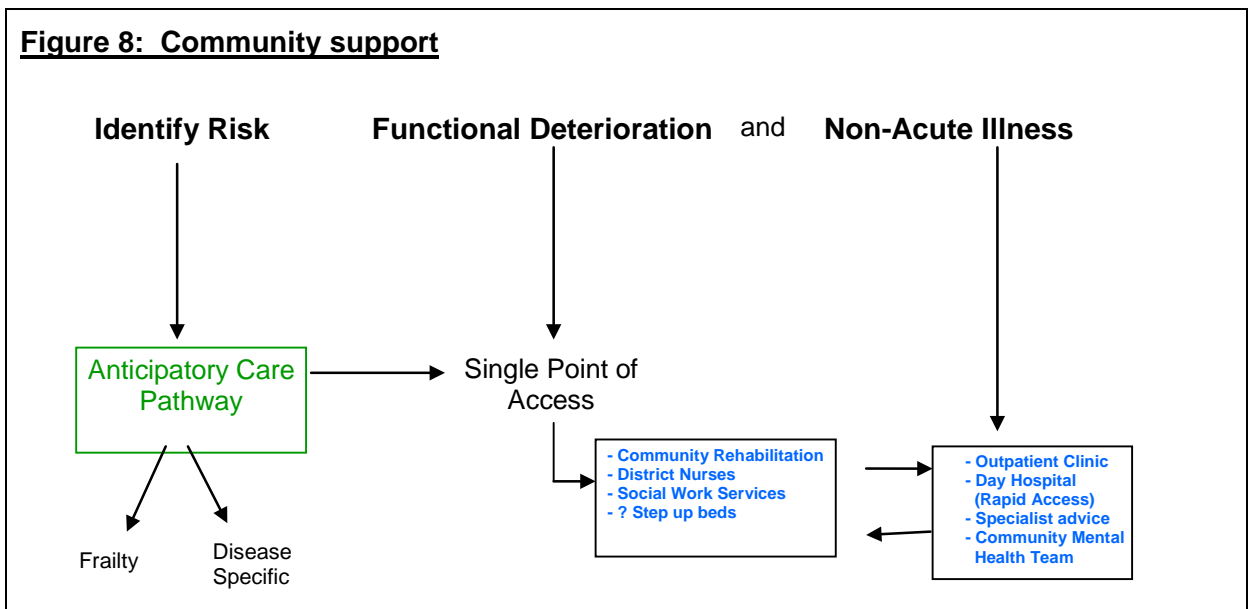 Figure 8:  Community support
Identify Risk
Functional Deterioration and Non-Acute Illness
Anticipatory Care
Pathway
Single Point of
Access
- Community Rehabilitation
- District Nurses
- Social Work Services
- ? Step up beds
- Outpatient Clinic
- Day Hospital
(Rapid Access)
- Specialist advice
- Community Mental
Health Team
Frailty
Disease
Specific